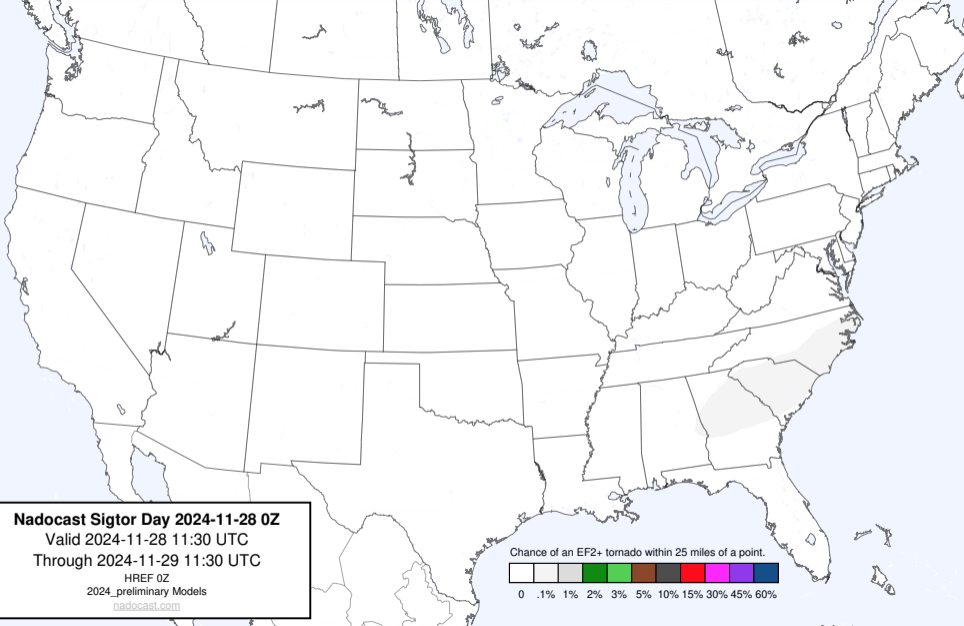 Nadocast Sigtor Day 2024-11-28 0Z
Valid 2024-11-28 11:30 UTC
Through 2024-11-29 11:30 UTC
HREF 0Z
2024_preliminary Models
nadocast.com
Chance of an EF2+ tornado within 25 miles of a point.
0 .1% 1% 2% 3% 5% 10% 15% 30% 45% 60%